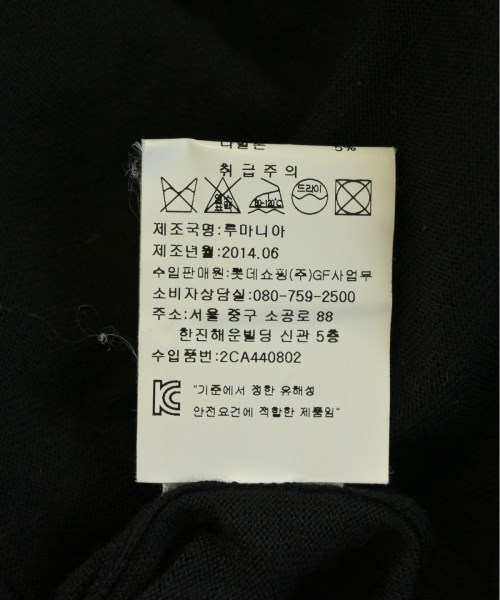 5%
취급주의
드라이
제조국명:루마니아
제조년월:2014.06
수입판매원:롯데쇼핑(주)GF사업부
소비자상담실:080-759-2500
주소:서울 중구 소공로 88
한진해운빌딩 신관 5층
수입품번:2CA440802
"기준에서 정한 유해성
안전요건에 적합한 제품임"